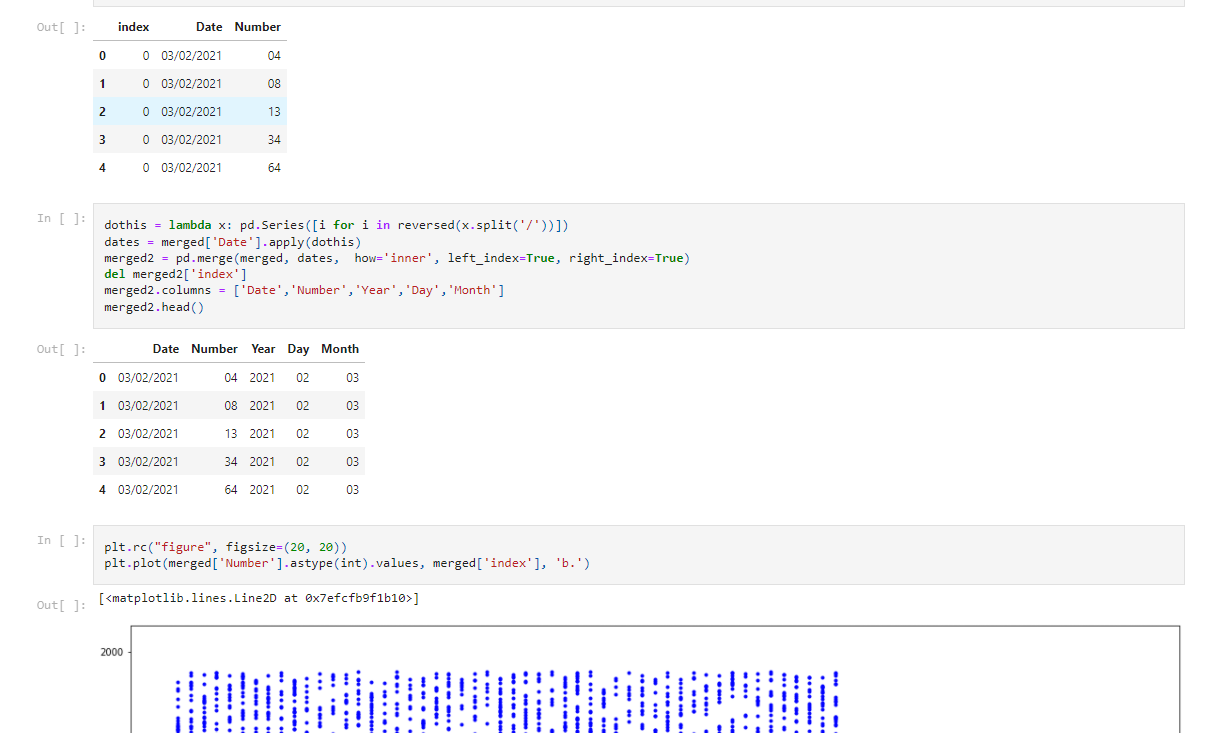 Out[ ]:
index Date Number
0 0 03/02/2021 04
1 0 03/02/2021 08
2 0 03/02/2021 13
3 0 03/02/2021 34
4 0 03/02/2021 64
In [ ]:
dothis = lambda x: pd.Series([i for i in reversed(x.split('/'))])
dates = merged['Date'].apply(dothis)
merged2 = pd.merge(merged, dates,  how='inner', left_index=True, right_index=True)
del merged2['index']
merged2.columns = ['Date','Number','Year','Day','Month']
merged2.head()
Out[ ]:
Date Number Year Day Month
0 03/02/2021 04 2021 02 03
1 03/02/2021 08 2021 02 03
2 03/02/2021 13 2021 02 03
3 03/02/2021 34 2021 02 03
4 03/02/2021 64 2021 02 03
In [ ]:
plt.rc("figure", figsize=(20, 20))
plt.plot(merged['Number'].astype(int).values, merged['index'], 'b.')
Out[ ]:
[<matplotlib.lines.Line2D at 0x7efcfb9f1b10>]
2000